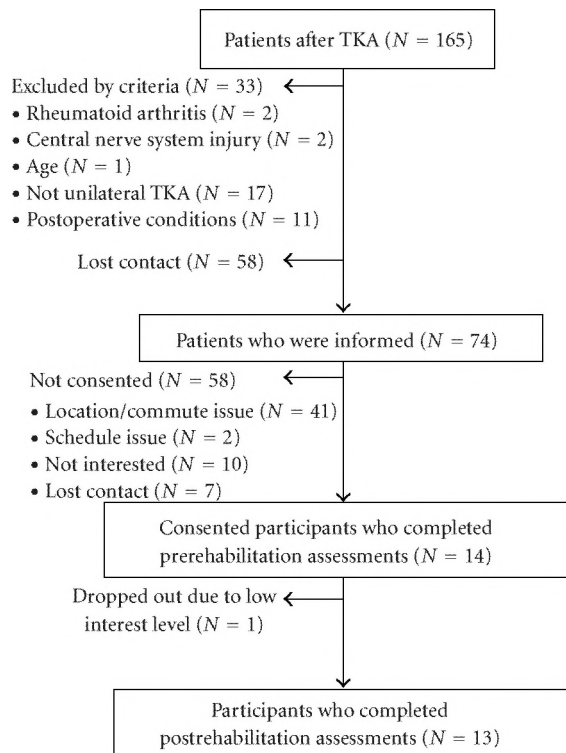 Patients after TKA (N = 165)
Excluded by criteria (N = 33)
• Rheumatoid arthritis (N = 2)
• Central nerve system injury (N = 2)
• Age (N = 1)
• Not unilateral TKA (N = 17)
• Postoperative conditions (N = 11)
Lost contact (N = 58)
Patients who were informed (N = 74)
Not consented (N = 58)
• Location/commute issue (N = 41)
• Schedule issue (N = 2)
• Not interested (N = 10)
• Lost contact (N = 7)
Consented participants who completed
prerehabilitation assessments (N = 14)
Dropped out due to low
interest level (N = 1)
Participants who completed
postrehabilitation assessments (N = 13)